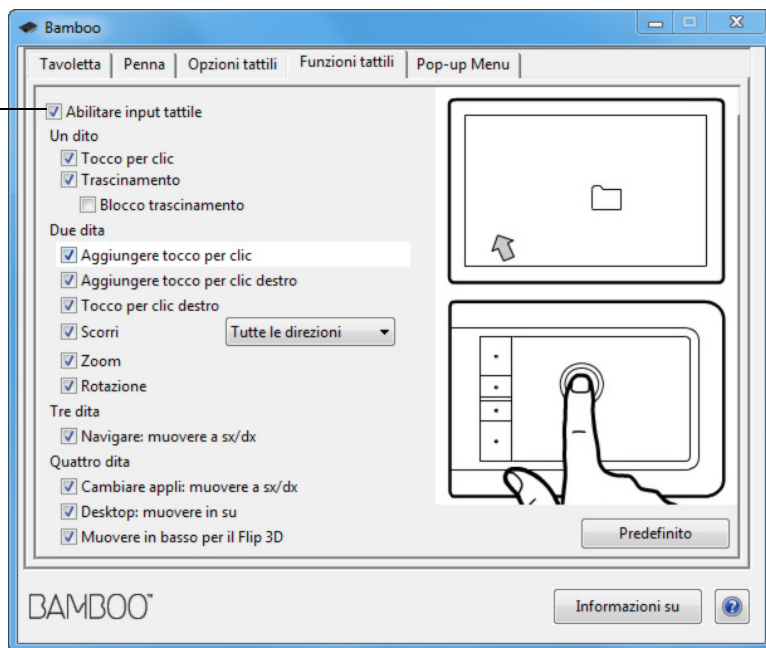 Bamboo
Tavoletta Penna Opzioni tattili Funzioni tattili Pop-up Menu
Abilitare input tattile
Un dito
Tocco per clic
Trascinamento
Blocco trascinamento
Due dita
Aggiungere tocco per clic
Aggiungere tocco per clic destro
Tocco per clic destro
Scorri Tutte le direzioni
Zoom
Rotazione
Tre dita
Navigare: muovere a sx/dx
Quattro dita
Cambiare appli: muovere a sx/dx
Desktop: muovere in su
Muovere in basso per il Flip 3D
Predefinito
BAMBOO™
Informazioni su ?